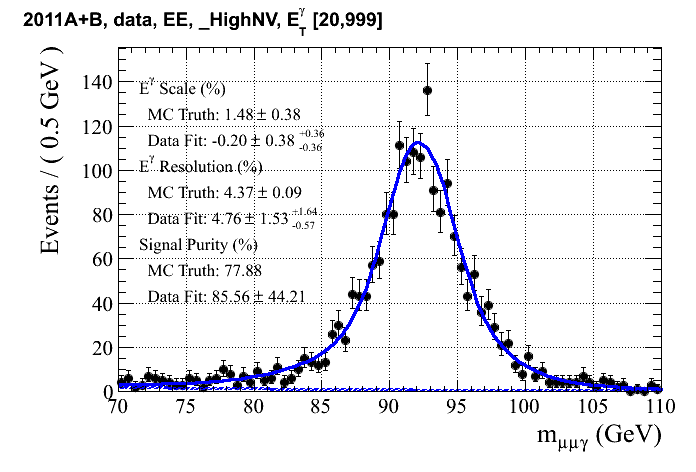 2011A+B, data, EE, _HighNV, E_T^γ [20,999]
Events / ( 0.5 GeV )
140
120
100
80
60
40
20
0
E^γ Scale (%)
MC Truth: 1.48 ± 0.38
Data Fit: -0.20 ± 0.38 +0.36 -0.36
E^γ Resolution (%)
MC Truth: 4.37 ± 0.09
Data Fit: 4.76 ± 1.53 +1.64 -0.57
Signal Purity (%)
MC Truth: 77.88
Data Fit: 85.56 ± 44.21
70 75 80 85 90 95 100 105 110
m_μμγ (GeV)